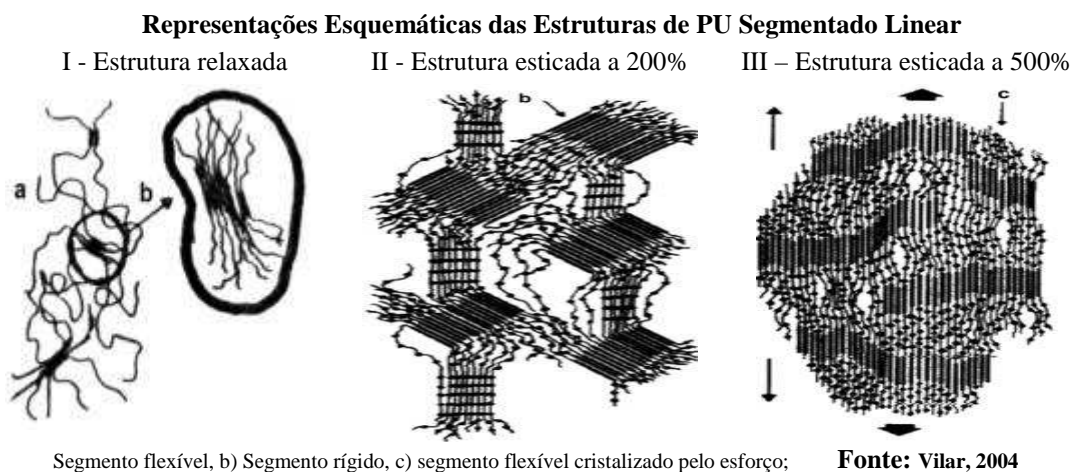 Representações Esquemáticas das Estruturas de PU Segmentado Linear
I - Estrutura relaxada
II - Estrutura esticada a 200%
III – Estrutura esticada a 500%
a
b
b
c
Segmento flexível, b) Segmento rígido, c) segmento flexível cristalizado pelo esforço;
Fonte: Vilar, 2004